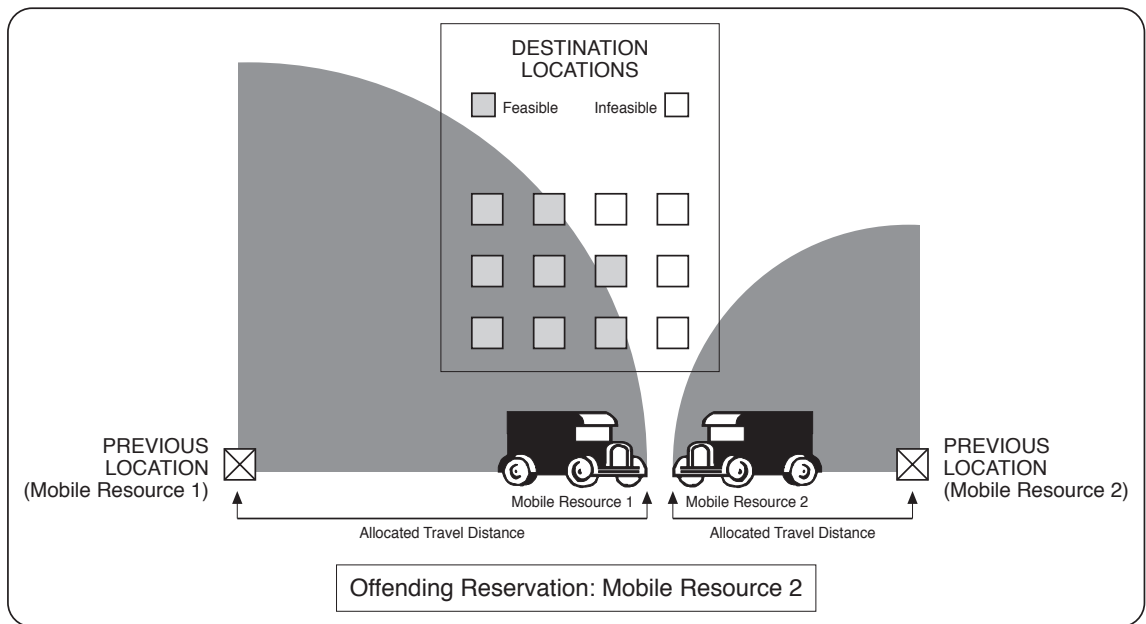 DESTINATION
LOCATIONS
Feasible
Infeasible
PREVIOUS
LOCATION
(Mobile Resource 1)
Mobile Resource 1
Mobile Resource 2
PREVIOUS
LOCATION
(Mobile Resource 2)
Allocated Travel Distance
Allocated Travel Distance
Offending Reservation: Mobile Resource 2